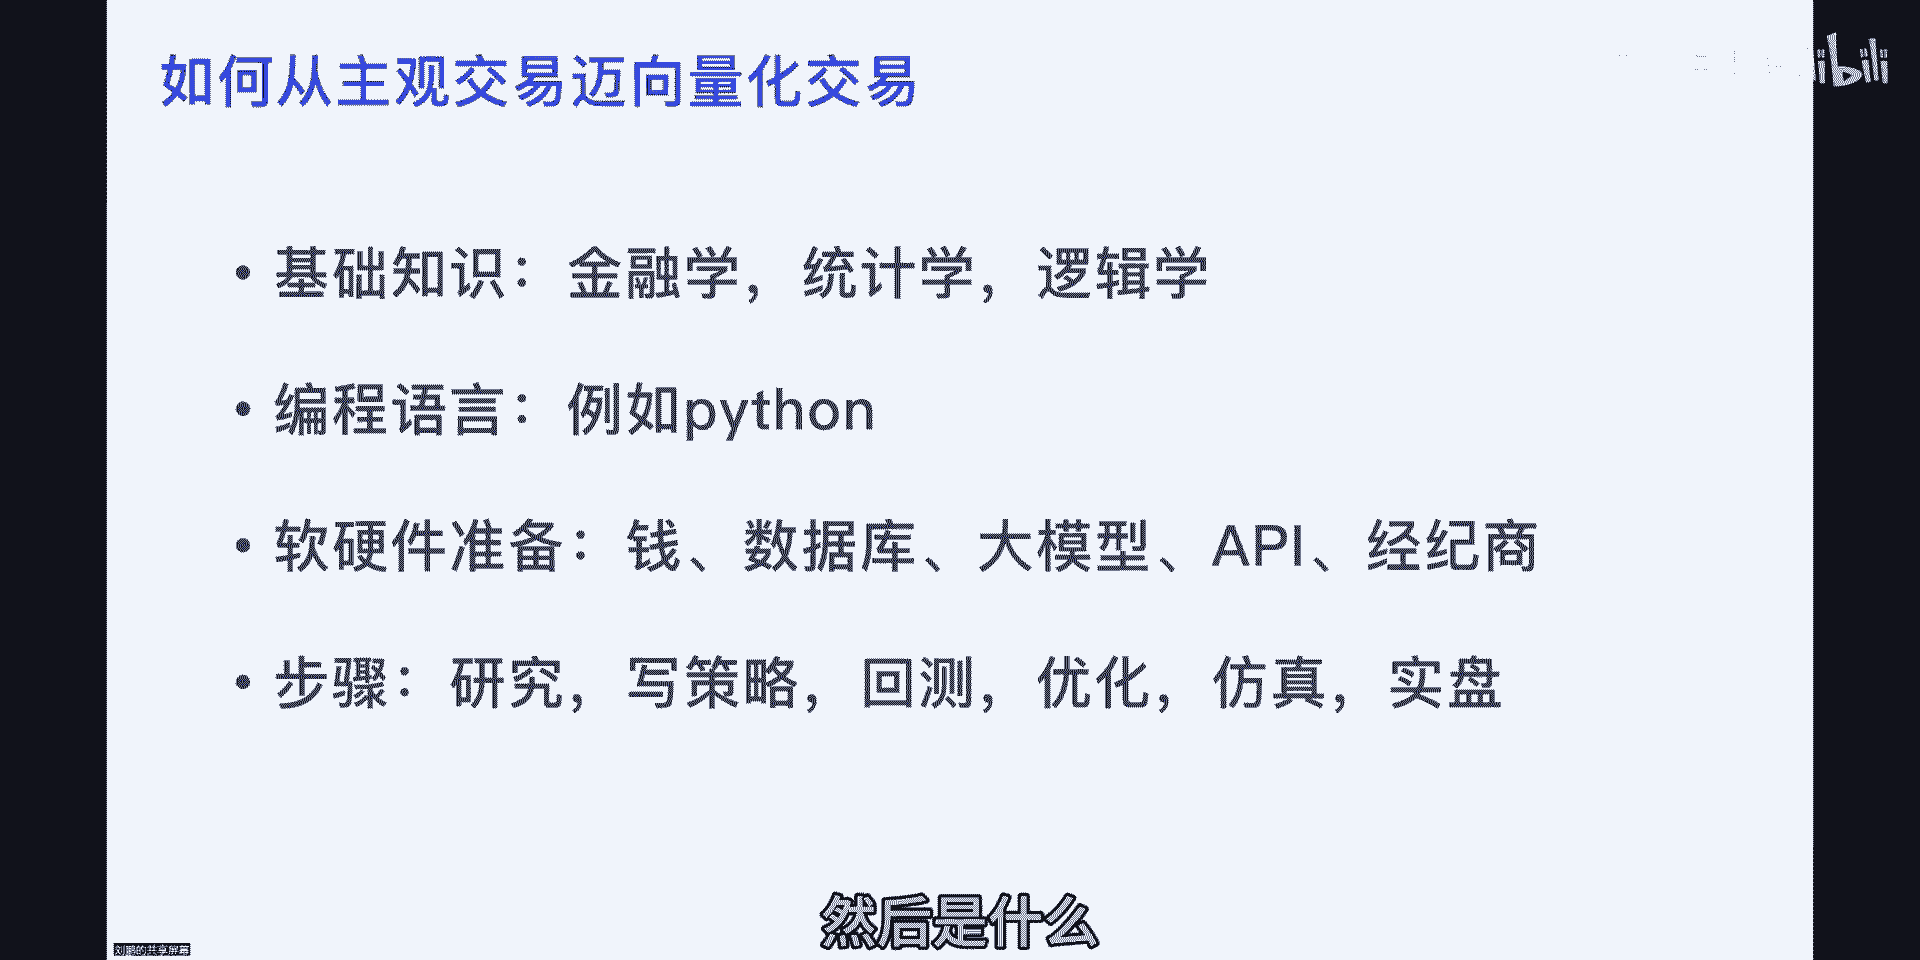 如何从主观交易迈向量化交易
bili
• 基础知识：金融学，统计学，逻辑学
• 编程语言：例如python
• 软硬件准备：钱、数据库、大模型、API、经纪商
• 步骤：研究，写策略，回测，优化，仿真，实盘
然后是什么
刘鹏的共享屏幕